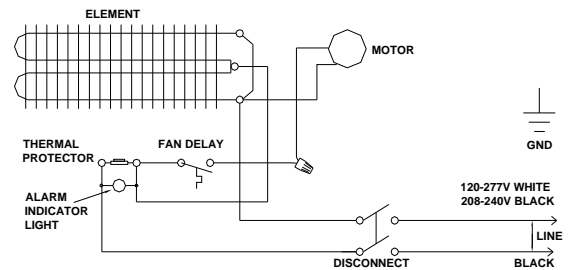 ELEMENT
MOTOR
GND
THERMAL
PROTECTOR
FAN DELAY
ALARM
INDICATOR
LIGHT
120-277V WHITE
208-240V BLACK
LINE
DISCONNECT
BLACK